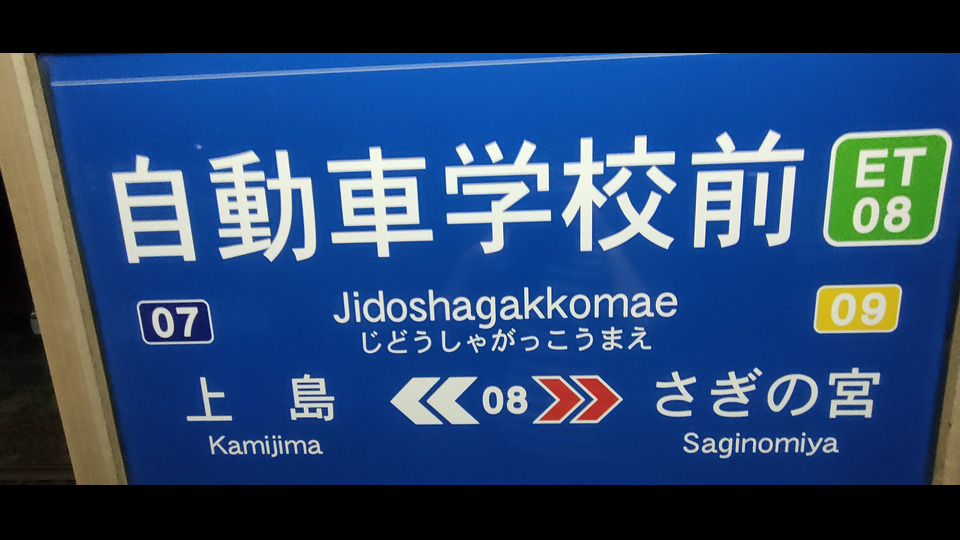 自動車学校前
ET
08
07
Jidoshagakkomae
09
じどうしゃがっこうまえ
上島
08
さぎの宮
Kamijima
Saginomiya